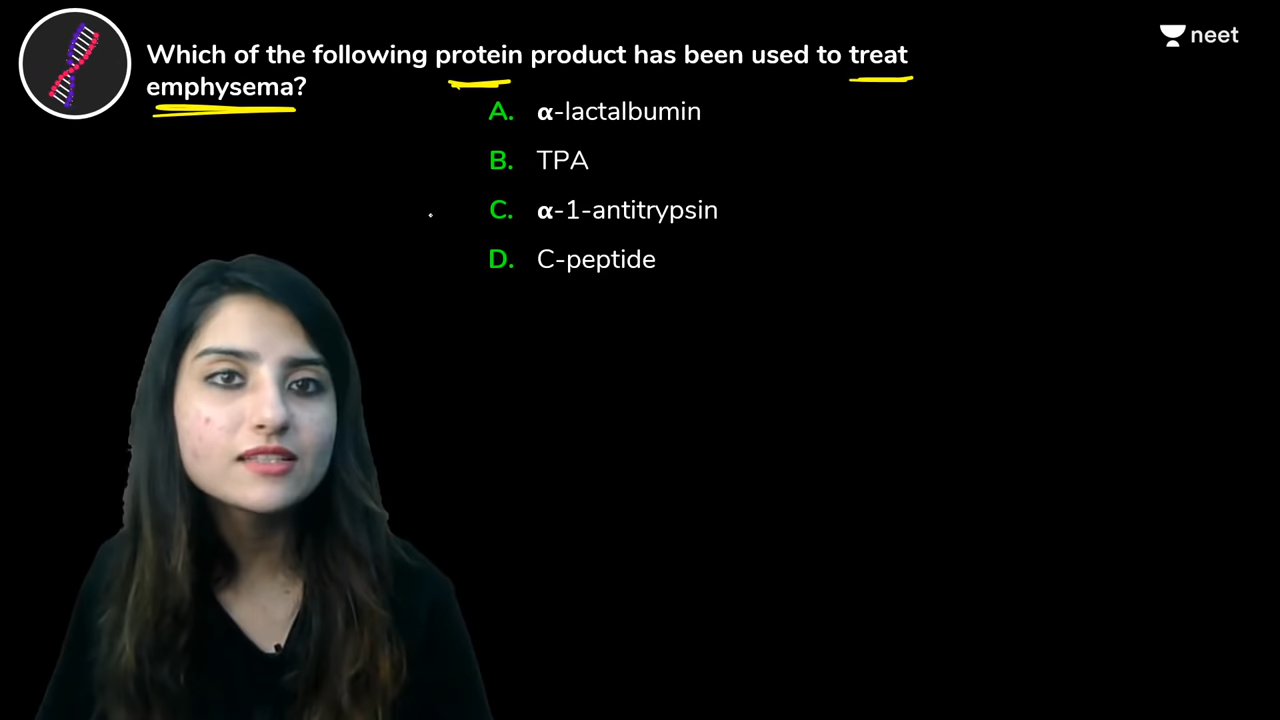 Which of the following protein product has been used to treat
emphysema?
A. α-lactalbumin
B. TPA
C. α-1-antitrypsin
D. C-peptide
neet